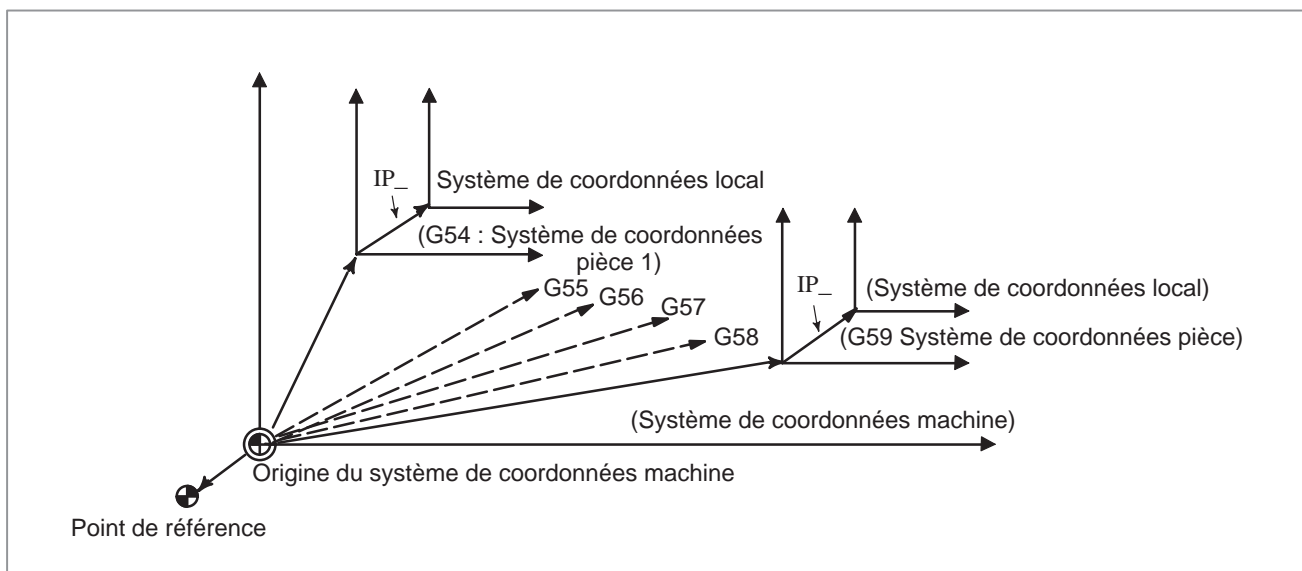 IP_
Système de coordonnées local
(G54 : Système de coordonnées
pièce 1)
G55
G56
G57
G58
IP_
(Système de coordonnées local)
(G59 Système de coordonnées pièce)
(Système de coordonnées machine)
Origine du système de coordonnées machine
Point de référence